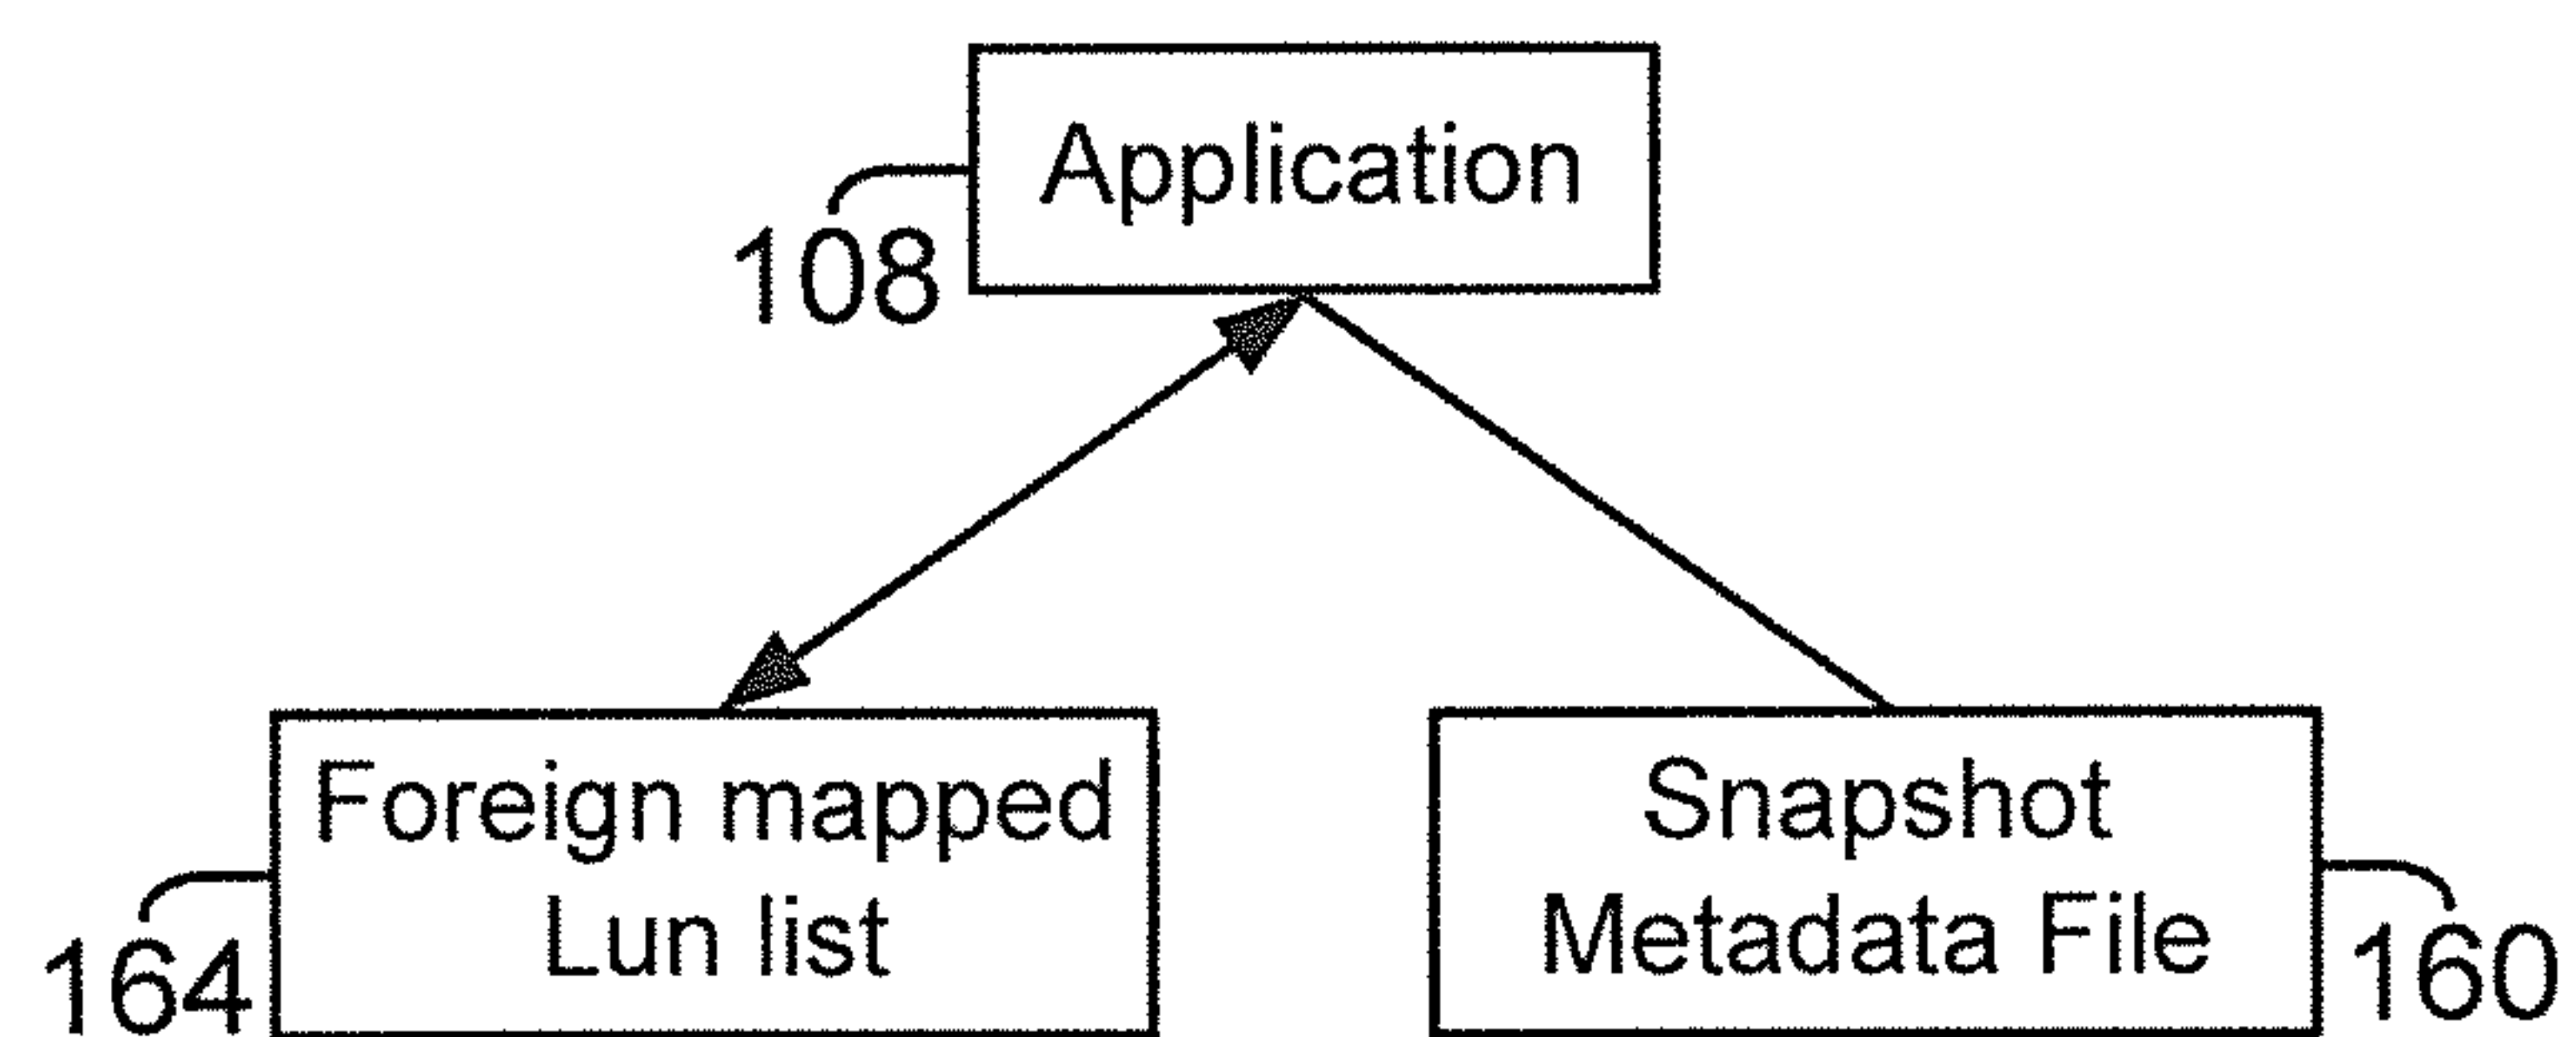 Application
108
Foreign mapped
Lun list
164
Snapshot
Metadata File
160